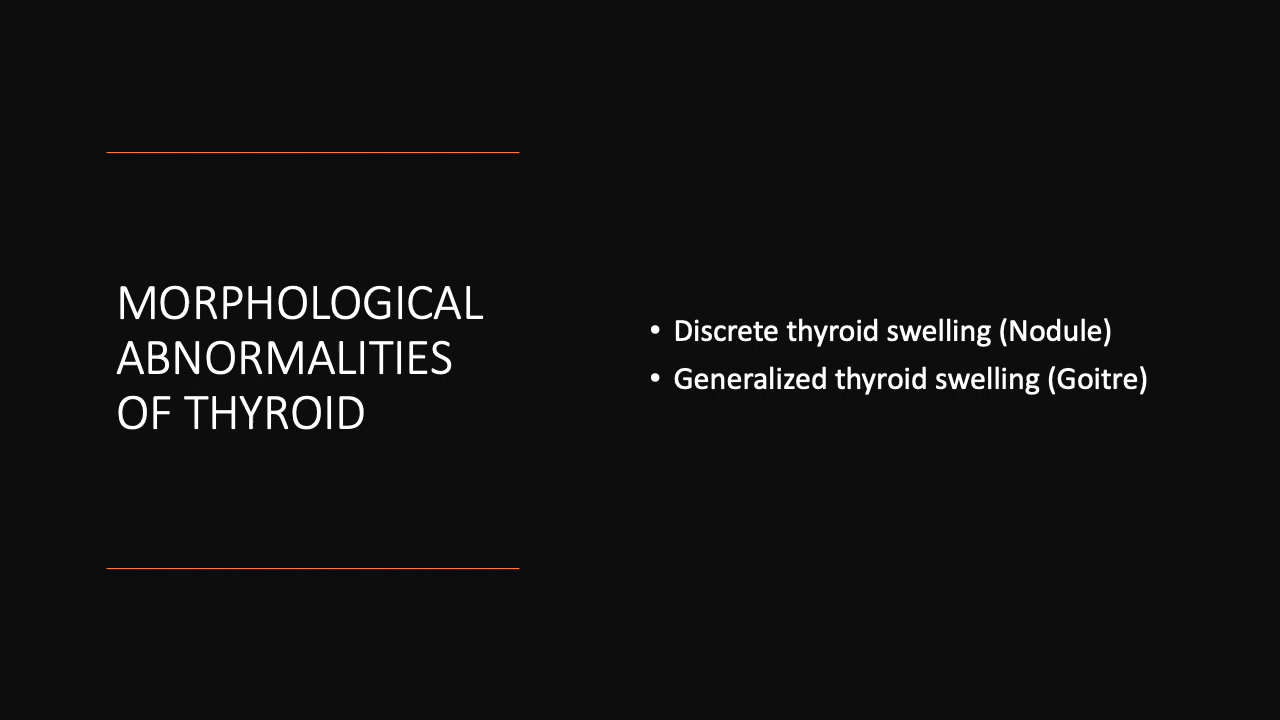 MORPHOLOGICAL
ABNORMALITIES
OF THYROID
• Discrete thyroid swelling (Nodule)
• Generalized thyroid swelling (Goitre)